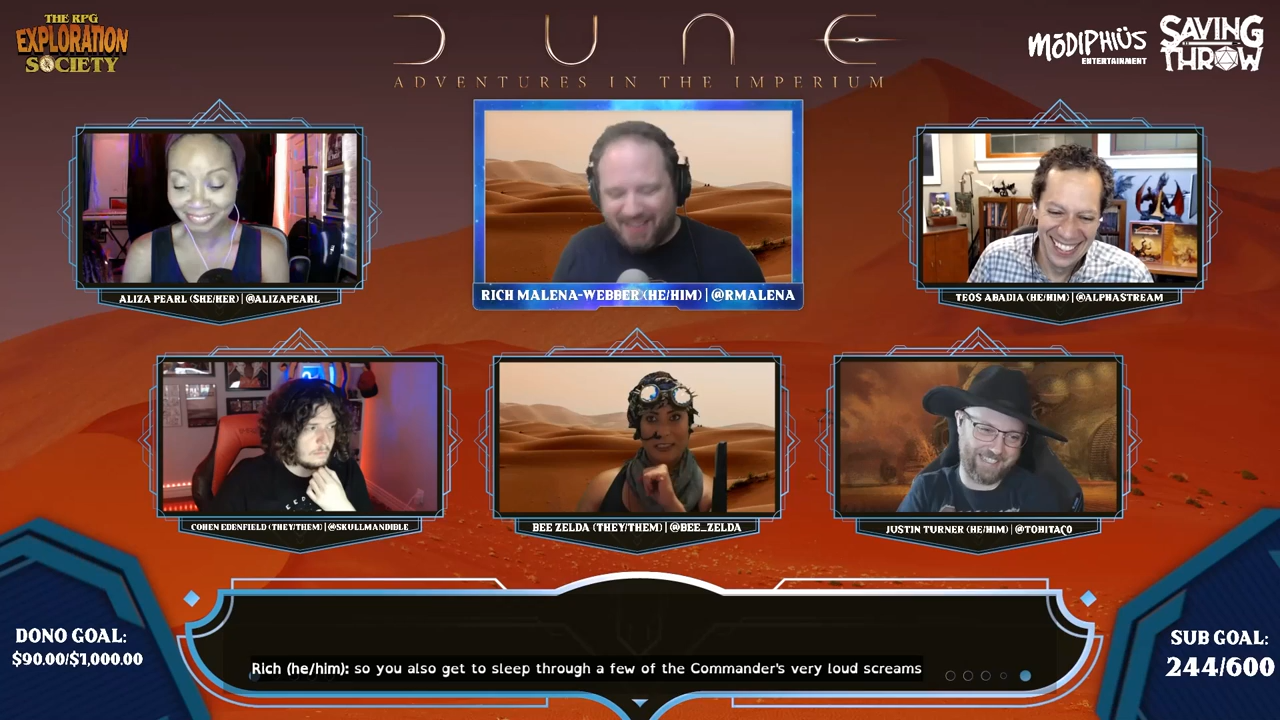 THE RPG
EXPLORATION
SOCIETY
DUNE
ADVENTURES IN THE IMPERIUM
MÖDIPHIÜS
ENTERTAINMENT
SAVING
THROW
ALIZA PEARL (SHE/HER) | @ALIZAPEARL
RICH MALENA-WEBBER (HE/HIM) | @RMALENA
TEOS ABADIA (HE/HIM) | @ALPHASTREAM
COHEN EDENFIELD (THEY/THEM) | @SKULLMANDIBLE
BEE ZELDA (THEY/THEM) | @BEE_ZELDA
JUSTIN TURNER (HE/HIM) | @TOHITACO
DONO GOAL:
$90.00/$1,000.00
Rich (he/him): so you also get to sleep through a few of the Commander's very loud screams
SUB GOAL:
244/600